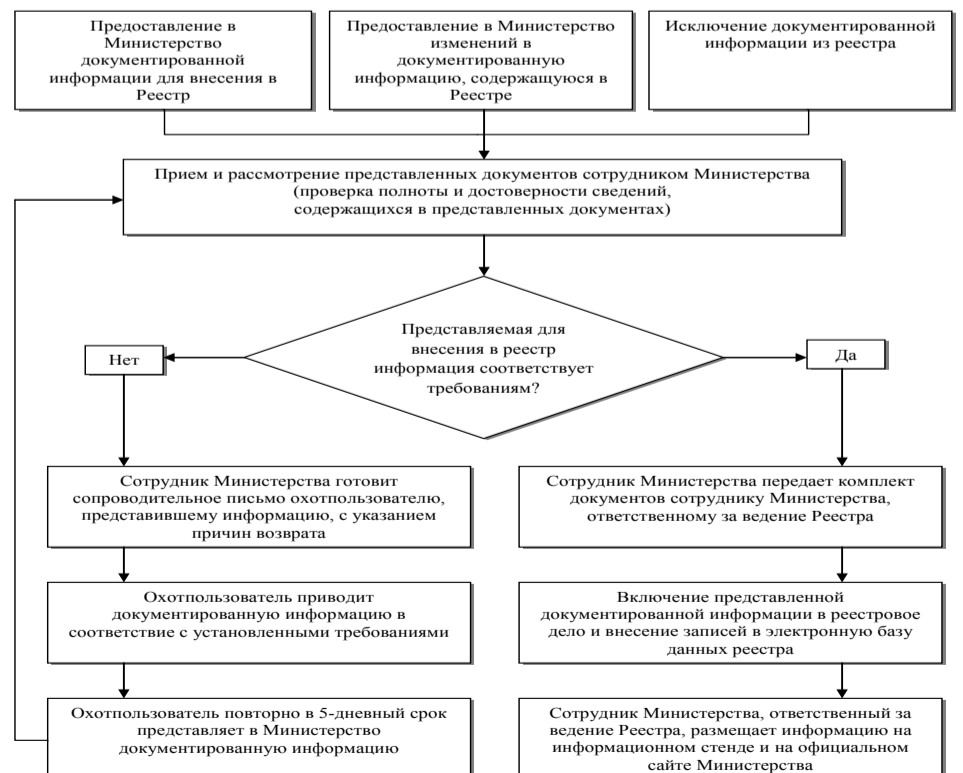 Предоставление в
Министерство
документированной
информации для внесения в
Реестр
Предоставление в Министерство
изменений в
документированную
информацию, содержащуюся в
Реестре
Исключение документированной
информации из реестра
Прием и рассмотрение представленных документов сотрудником Министерства
(проверка полноты и достоверности сведений,
содержащихся в представленных документах)
Представляемая для
внесения в реестр
информация соответствует
требованиям?
Нет
Да
Сотрудник Министерства готовит
сопроводительное письмо охотпользователю,
представившему информацию, с указанием
причин возврата
Охотпользователь приводит
документированную информацию в
соответствие с установленными требованиями
Охотпользователь повторно в 5-дневный срок
представляет в Министерство
документированную информацию
Сотрудник Министерства передает комплект
документов сотруднику Министерства,
ответственному за ведение Реестра
Включение представленной
документированной информации в реестровое
дело и внесение записей в электронную базу
данных реестра
Сотрудник Министерства, ответственный за
ведение Реестра, размещает информацию на
информационном стенде и на официальном
сайте Министерства